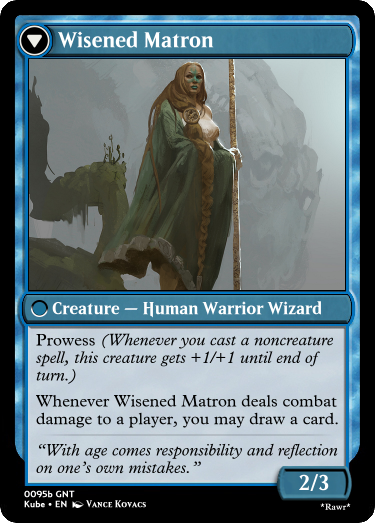 Wisened Matron
Creature — Human Warrior Wizard
Prowess (Whenever you cast a noncreature
spell, this creature gets +1/+1 until end of
turn.)
Whenever Wisened Matron deals combat
damage to a player, you may draw a card.
“With age comes responsibility and reflection
on one’s own mistakes.”
2/3
0095b GNT
Kube • EN Vance Kovacs
*Rawr*